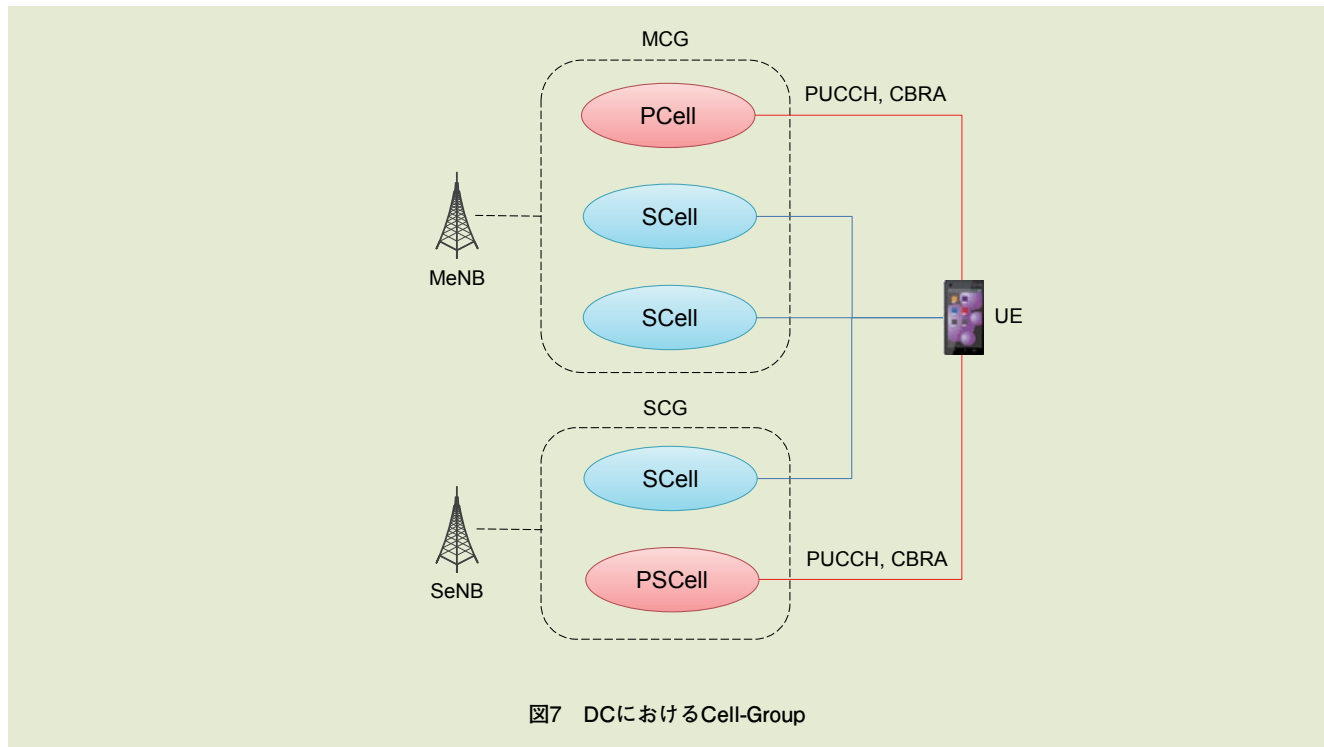 MCG
PCell
PUCCH, CBRA
SCell
MeNB
SCell
UE
SCG
SCell
SeNB
PSCell
PUCCH, CBRA
図7 DCにおけるCell-Group